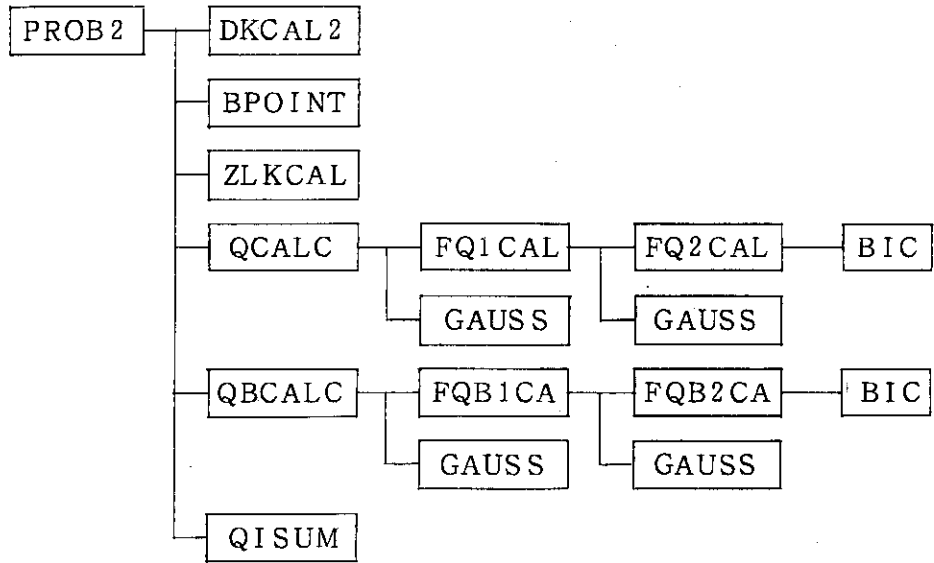 PROB2 DKCAL2
BPOINT
ZLKCAL
QCALC FQ1CAL FQ2CAL BIC
GAUSS GAUSS
QBCALC FQB1CA FQB2CA BIC
GAUSS GAUSS
QISUM